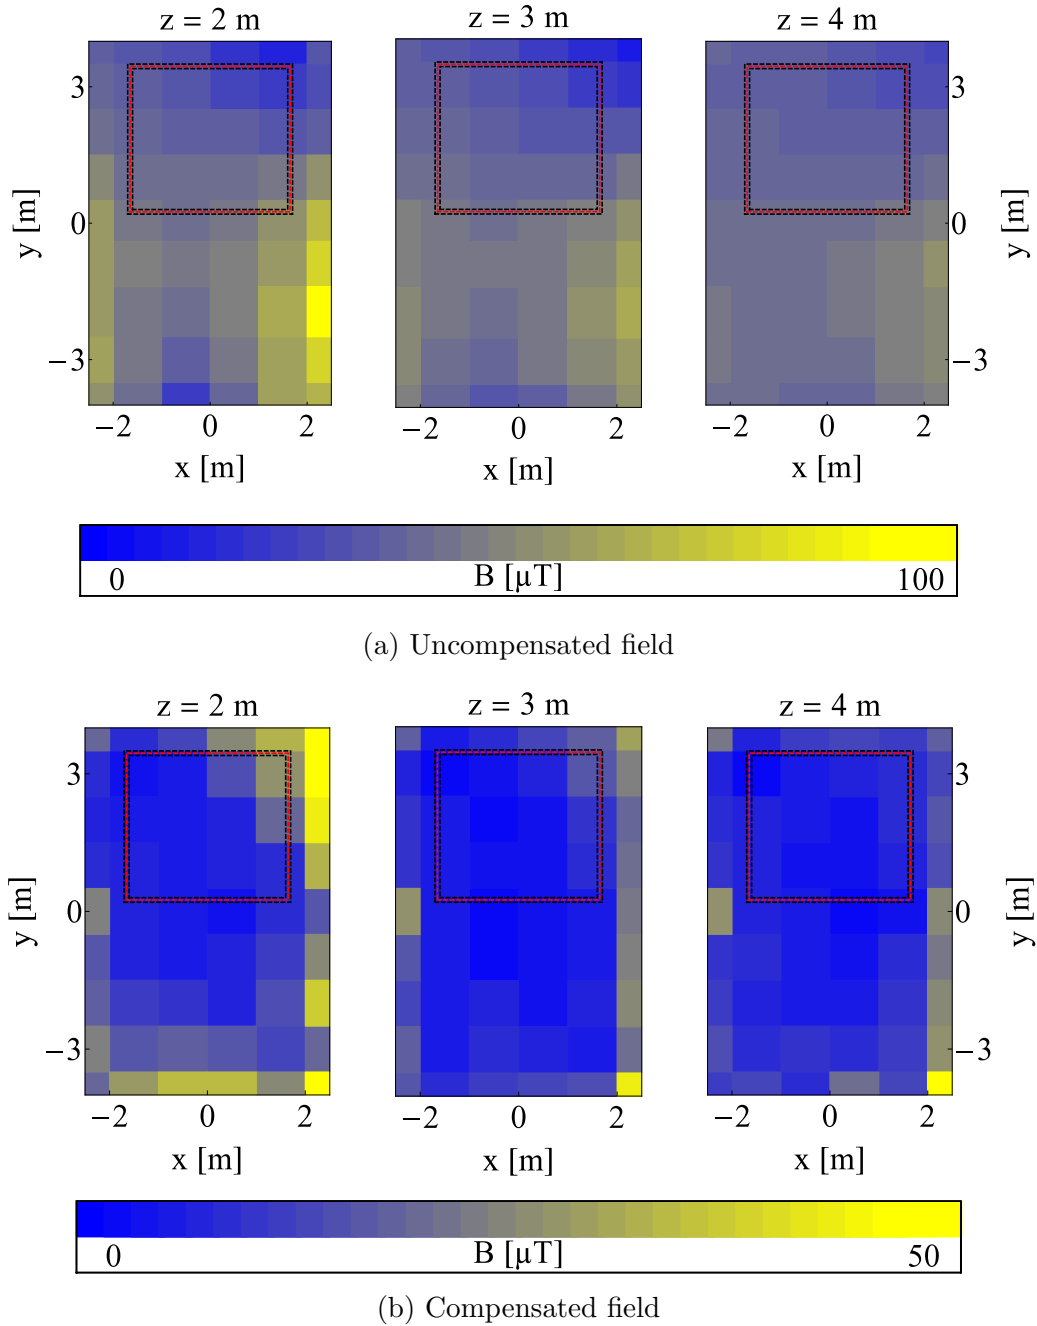 z = 2 m z = 3 m z = 4 m
3 3
0 0
−3 −3
y [m] y [m]
−2 0 2 −2 0 2 −2 0 2
x [m] x [m] x [m]
0 B [µT] 100
(a) Uncompensated field
z = 2 m z = 3 m z = 4 m
3 3
0 0
−3 −3
y [m] y [m]
−2 0 2 −2 0 2 −2 0 2
x [m] x [m] x [m]
0 B [µT] 50
(b) Compensated field